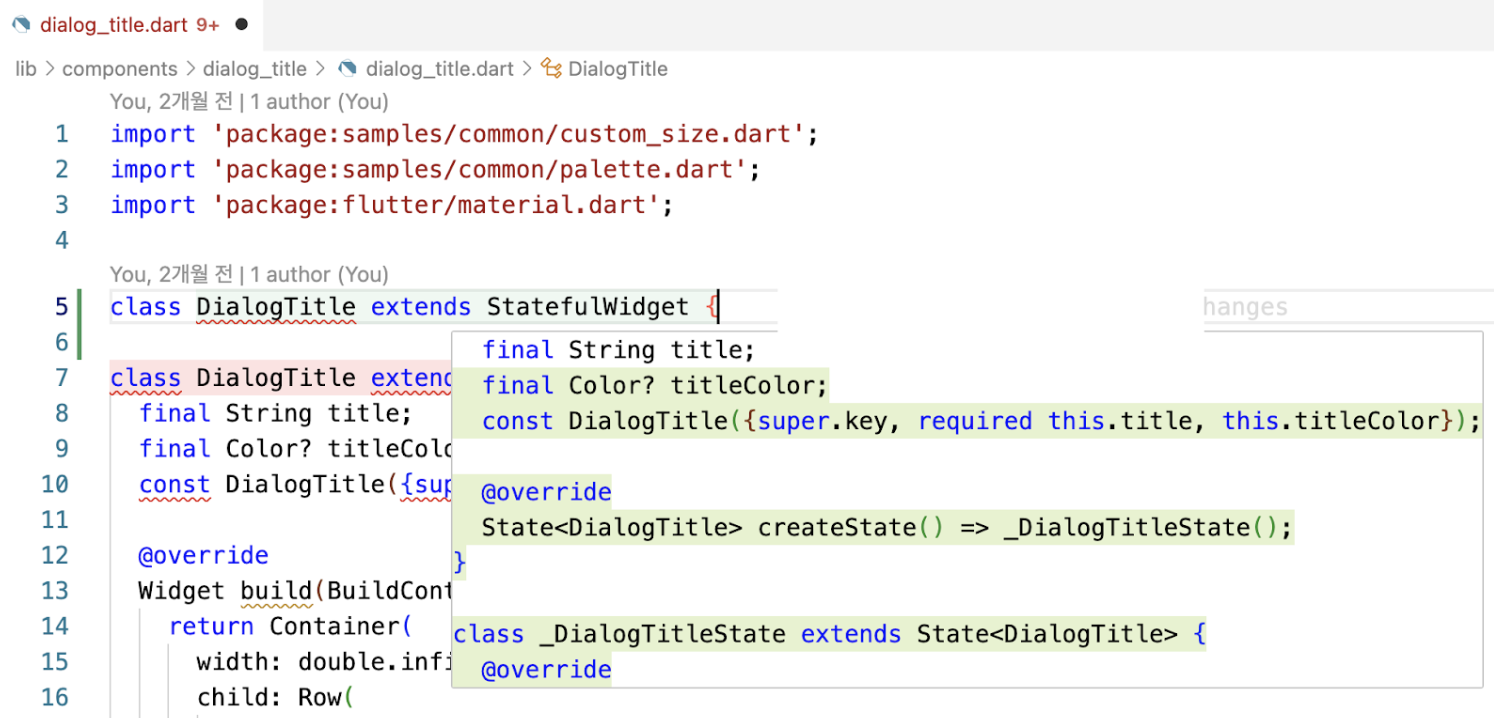 dialog_title.dart 9+
lib > components > dialog_title > dialog_title.dart > DialogTitle
You, 2개월 전 | 1 author (You)
1 import 'package:samples/common/custom_size.dart';
2 import 'package:samples/common/palette.dart';
3 import 'package:flutter/material.dart';
4
You, 2개월 전 | 1 author (You)
5 class DialogTitle extends StatefulWidget {
hanges
6
7 class DialogTitle extend
8 final String title;
9 final Color? titleColo
10 const DialogTitle({sup
11
12 @override
13 Widget build(BuildCont
14 return Container(
15 width: double.infi
16 child: Row(
final String title;
final Color? titleColor;
const DialogTitle({super.key, required this.title, this.titleColor});
@override
State<DialogTitle> createState() => _DialogTitleState();
}
class _DialogTitleState extends State<DialogTitle> {
@override